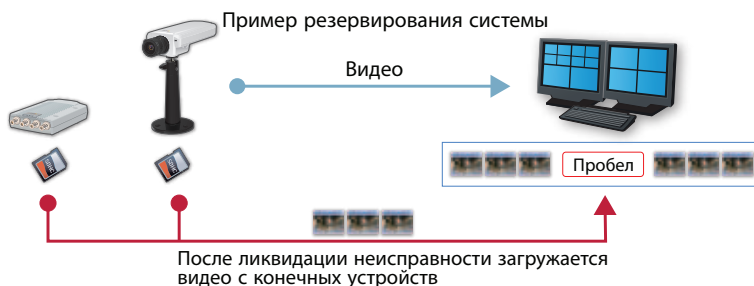 Пример резервирования системы
Видео
Пробел
После ликвидации неисправности загружается
видео с конечных устройств